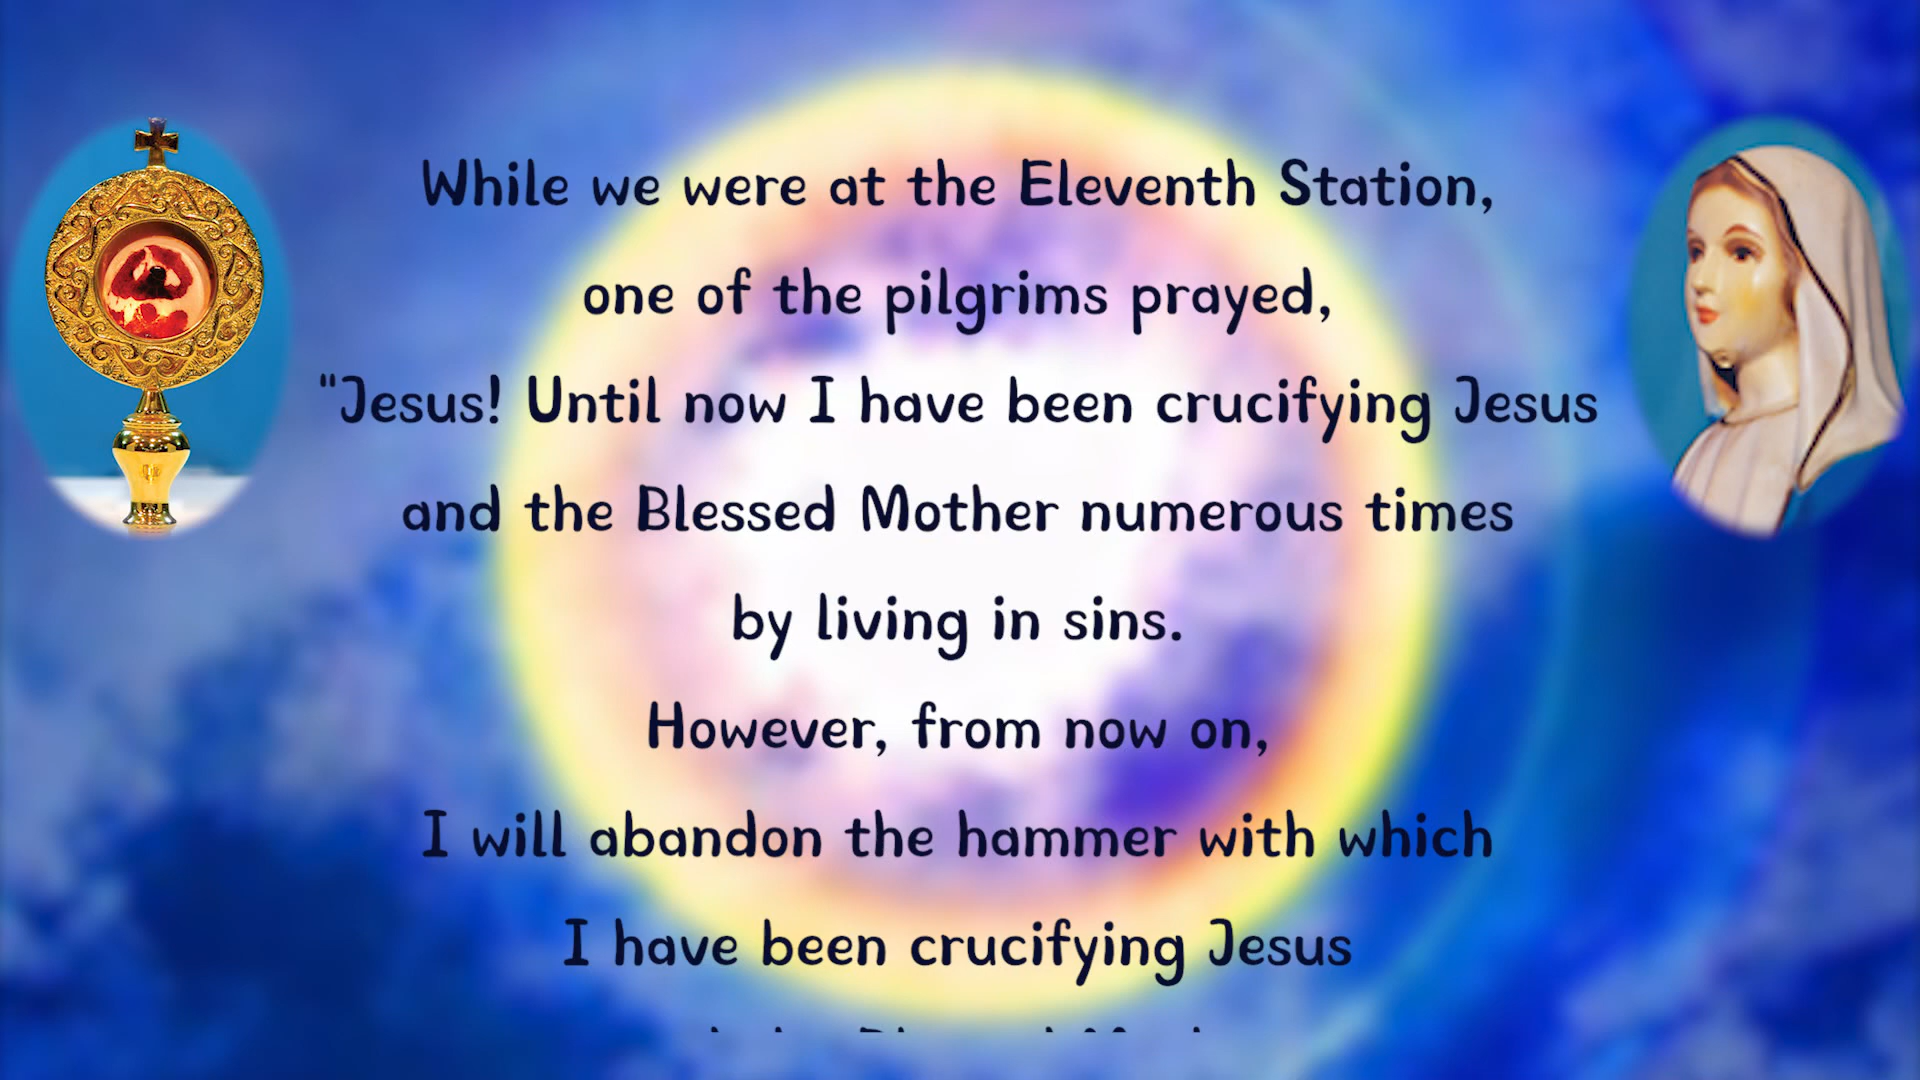 While we were at the Eleventh Station,
one of the pilgrims prayed,
"Jesus! Until now I have been crucifying Jesus
and the Blessed Mother numerous times
by living in sins.
However, from now on,
I will abandon the hammer with which
I have been crucifying Jesus